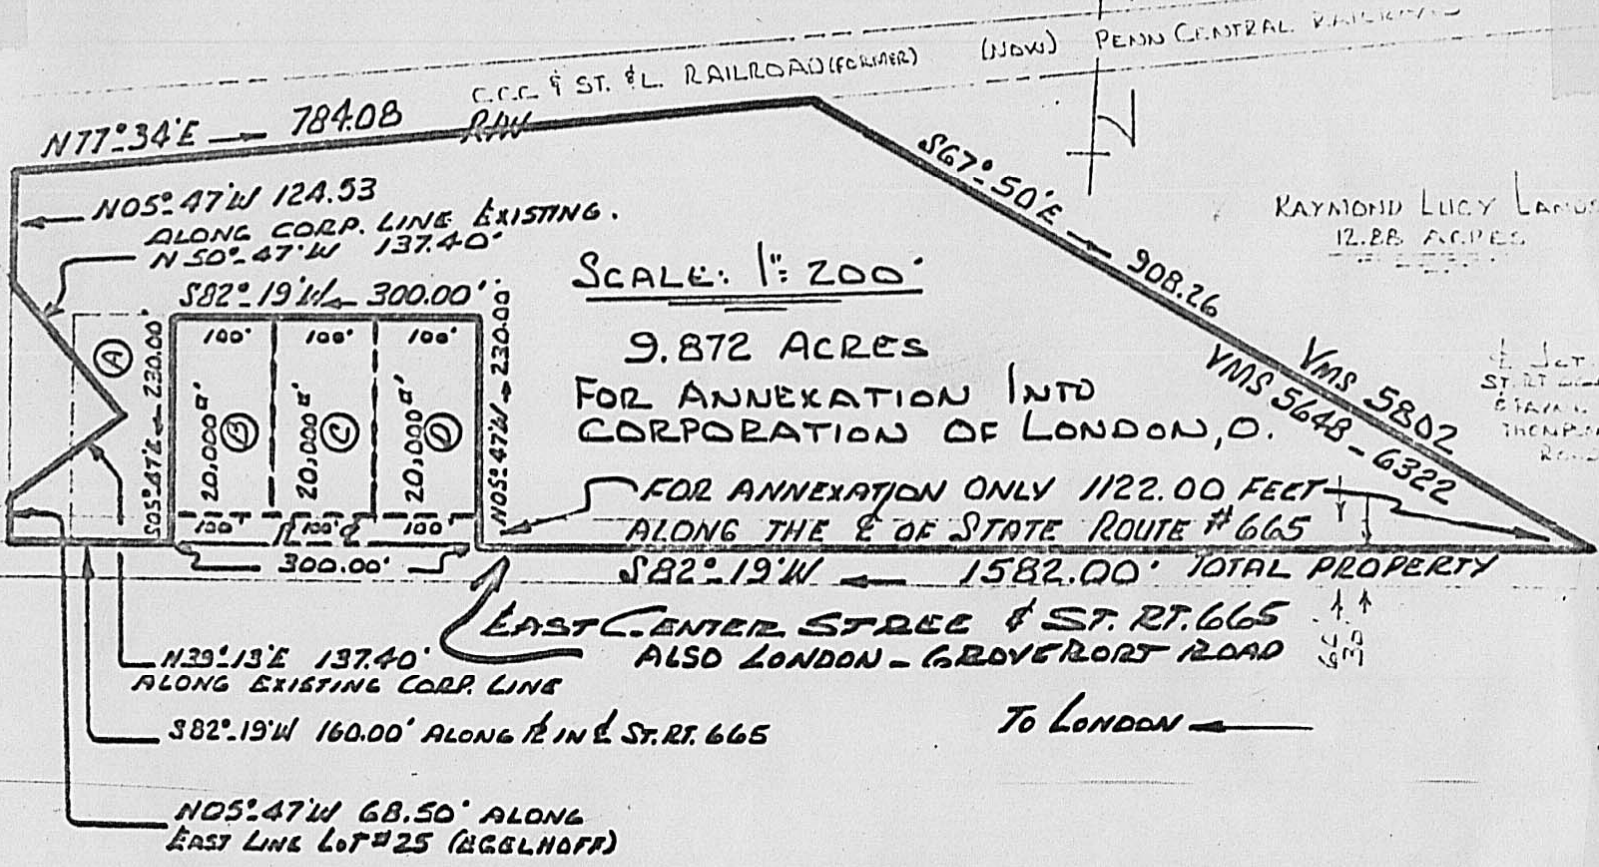 C.C.C. & ST. & L. RAILROAD (FORMER) (NOW) PENN CENTRAL RAILROAD
N77°-34'E → 784.08
R/W
N
S67°-50'E → 908.26
RAYMOND LUCY
12.88 ACRES
N05°-47'W 124.53
ALONG CORP. LINE EXISTING.
N50°-47'W 137.40'
S82°-19'W ← 300.00'
SCALE: 1": 200'
9.872 ACRES
FOR ANNEXATION INTO
CORPORATION OF LONDON, O.
VMS 5802
VMS 5648-6322
ST. RT
A
S05°47'E ← 230.00'
100' 100' 100'
20,000 □' B
20,000 □' C
20,000 □' D
N05°-47'W → 230.00
100' 100' 100'
300.00'
FOR ANNEXATION ONLY 1122.00 FEET
ALONG THE ℄ OF STATE ROUTE #665
S82°-19'W ← 1582.00' TOTAL PROPERTY
EAST CENTER STREE & ST. RT. 665
ALSO LONDON-GROVERORT ROAD
N39°-13'E 137.40'
ALONG EXISTING CORP. LINE
S82°-19'W 160.00' ALONG ℄ IN ℄ ST. RT. 665
TO LONDON ←
N05°-47'W 68.50' ALONG
EAST LINE LOT #25 (EGELHOFF)